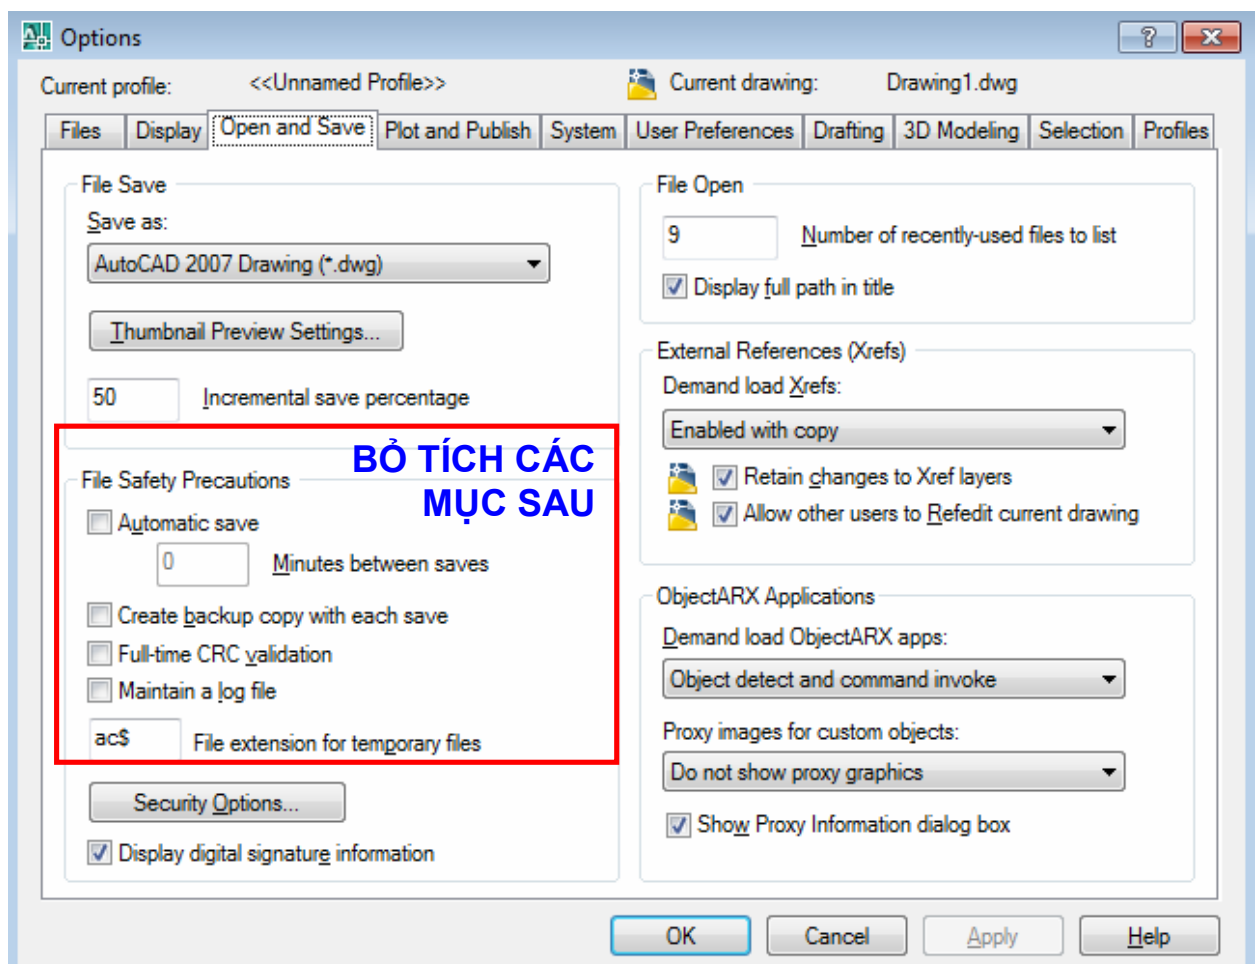 Options
Current profile: <<Unnamed Profile>> Current drawing: Drawing1.dwg
Files Display Open and Save Plot and Publish System User Preferences Drafting 3D Modeling Selection Profiles
File Save
Save as:
AutoCAD 2007 Drawing (*.dwg)
Thumbnail Preview Settings...
50 Incremental save percentage
BỎ TÍCH CÁC
MỤC SAU
File Safety Precautions
Automatic save
0 Minutes between saves
Create backup copy with each save
Full-time CRC validation
Maintain a log file
ac$ File extension for temporary files
Security Options...
Display digital signature information
File Open
9 Number of recently-used files to list
Display full path in title
External References (Xrefs)
Demand load Xrefs:
Enabled with copy
Retain changes to Xref layers
Allow other users to Refedit current drawing
ObjectARX Applications
Demand load ObjectARX apps:
Object detect and command invoke
Proxy images for custom objects:
Do not show proxy graphics
Show Proxy Information dialog box
OK Cancel Apply Help